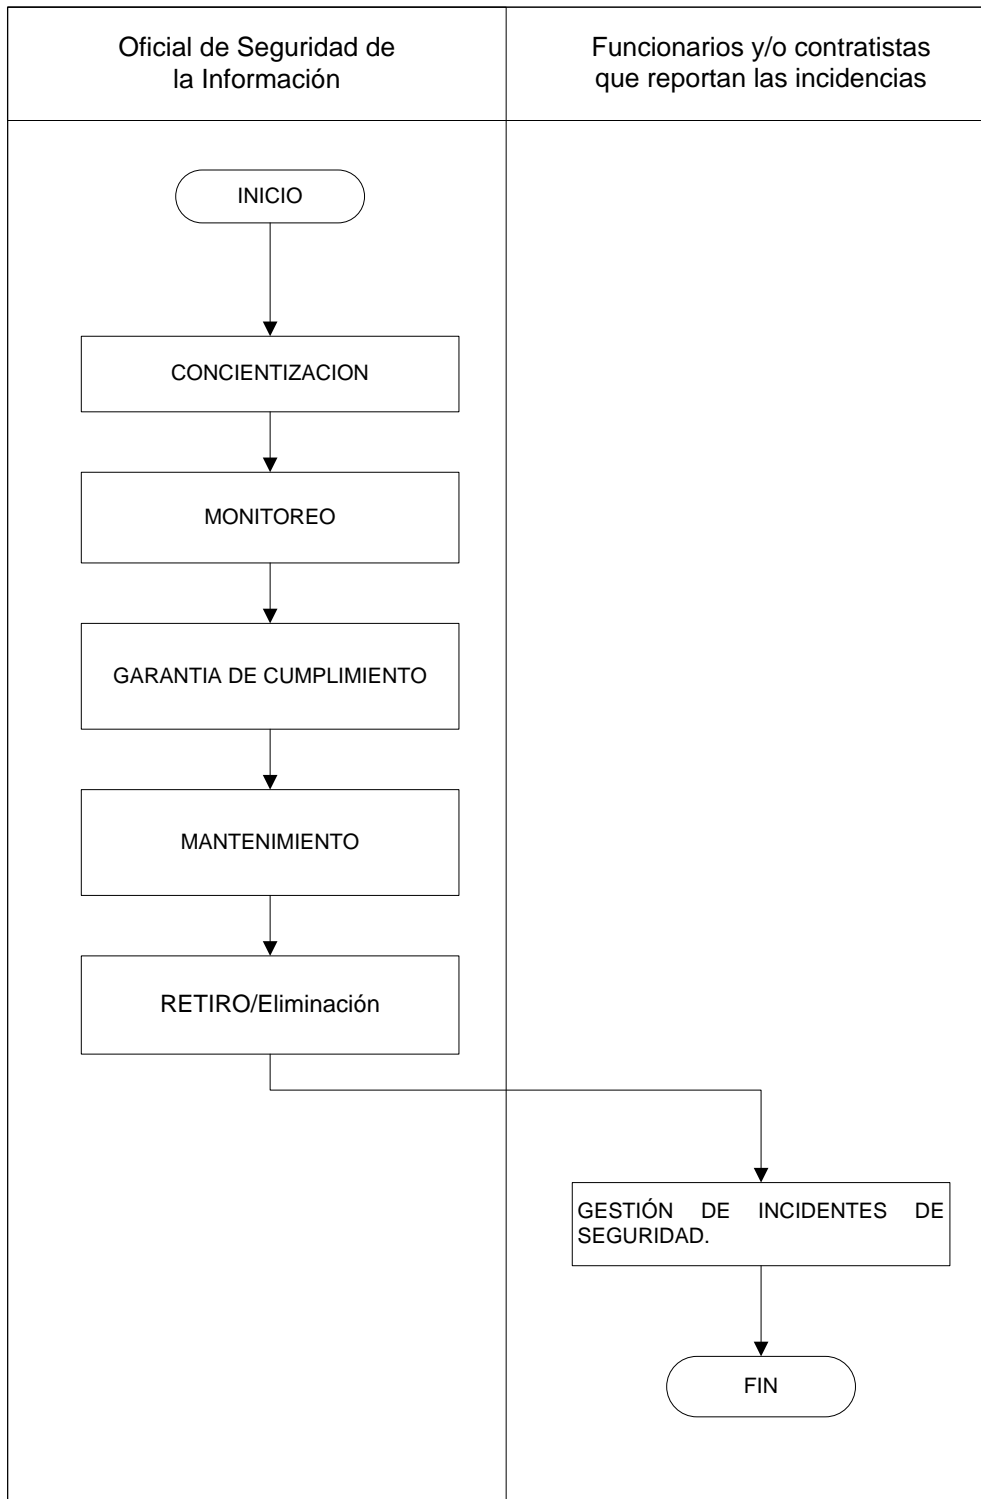 Oficial de Seguridad de
la Información
Funcionarios y/o contratistas
que reportan las incidencias
INICIO
CONCIENTIZACION
MONITOREO
GARANTIA DE CUMPLIMIENTO
MANTENIMIENTO
RETIRO/Eliminación
GESTIÓN DE INCIDENTES DE
SEGURIDAD.
FIN